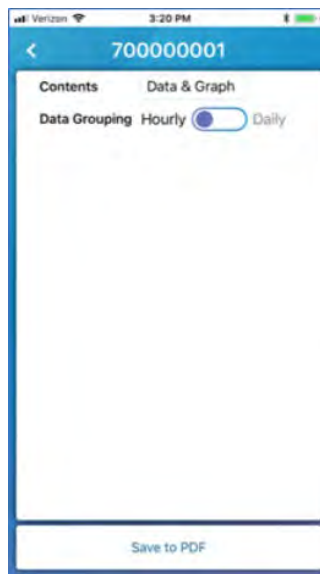 Verizon 3:20 PM
700000001
Contents Data & Graph
Data Grouping Hourly Daily
Save to PDF